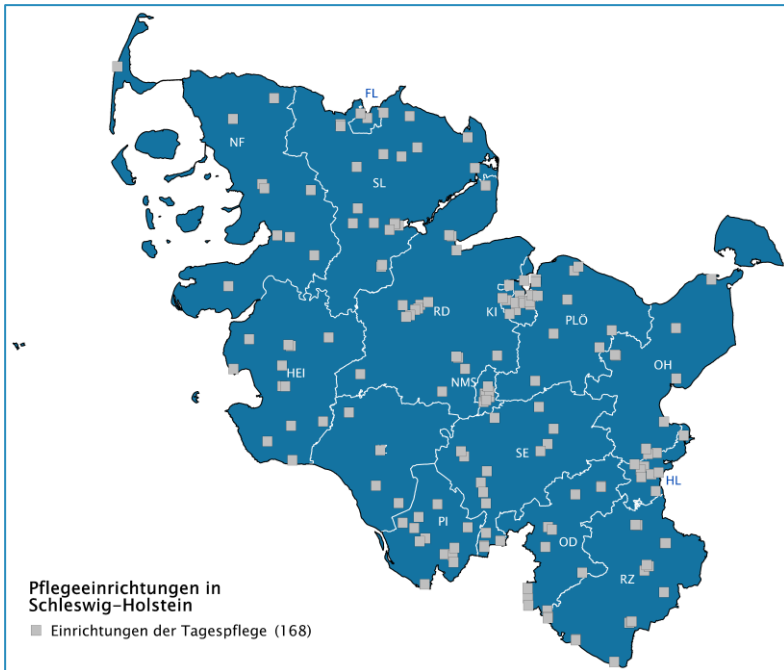 FL
NF
SL
KI
RD
PLÖ
OH
HEI
NMS
SE
HL
PI
OD
RZ
Pflegeeinrichtungen in
Schleswig-Holstein
Einrichtungen der Tagespflege (168)